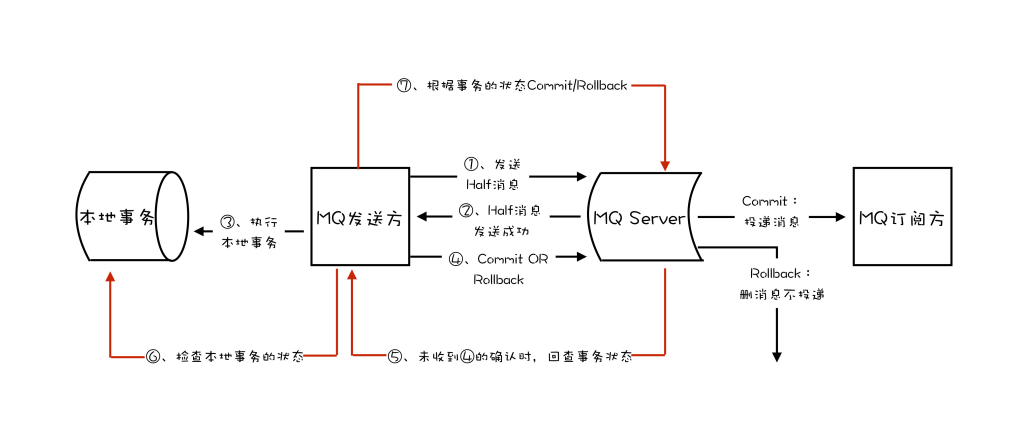 ⑦、根据事务的状态Commit/Rollback
①、发送
Half消息
②、Half消息
发送成功
④、Commit OR
Rollback
③、执行
本地事务
本地事务
MQ发送方
MQ Server
Commit：
投递消息
MQ订阅方
Rollback：
删消息不投递
⑥、检查本地事务的状态
⑤、未收到④的确认时，回查事务状态